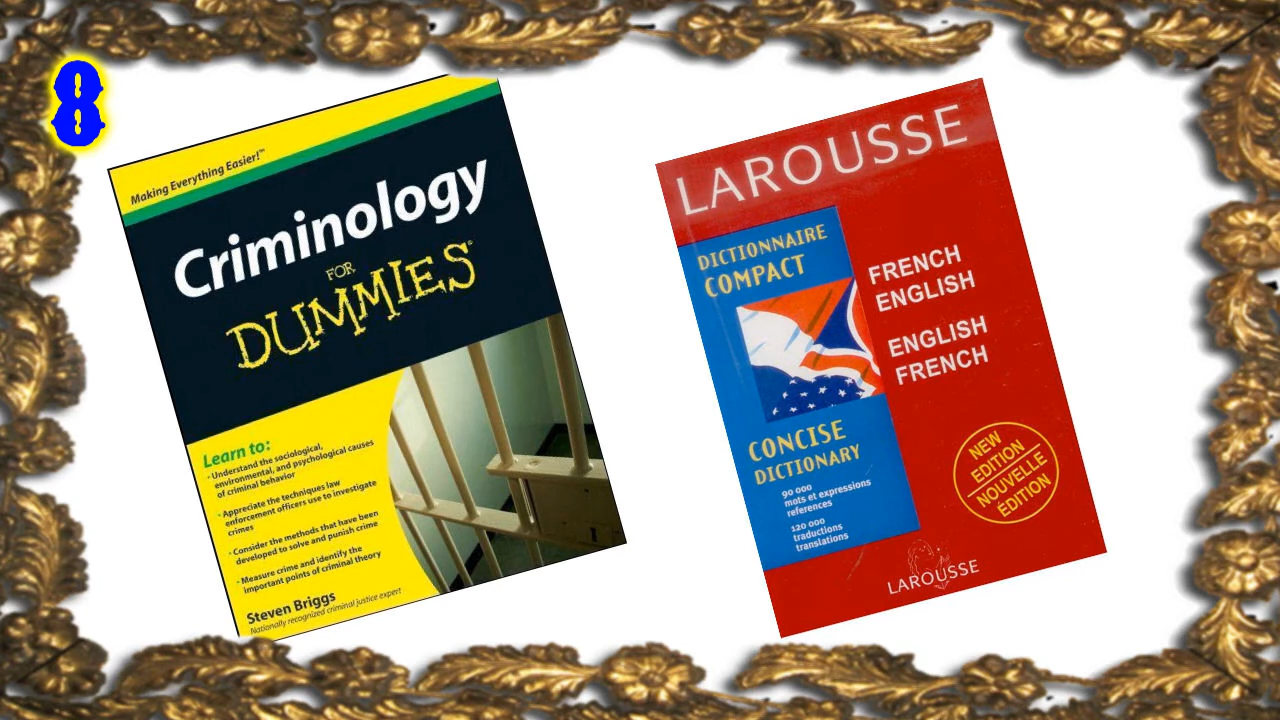 8
Making Everything Easier!™
Criminology
FOR
DUMMIES®
Learn to:
· Understand the sociological,
environmental, and psychological causes
of criminal behavior
· Appreciate the techniques law
enforcement officers use to investigate
crimes
· Consider the methods that have been
developed to solve and punish crime
· Measure crime and identify the
important points of criminal theory
Steven Briggs
Nationally recognized criminal justice expert
LAROUSSE
DICTIONNAIRE
COMPACT
FRENCH
ENGLISH
ENGLISH
FRENCH
CONCISE
DICTIONARY
90 000
mots et expressions
references
120 000
traductions
translations
NEW
EDITION
NOUVELLE
ÉDITION
LAROUSSE